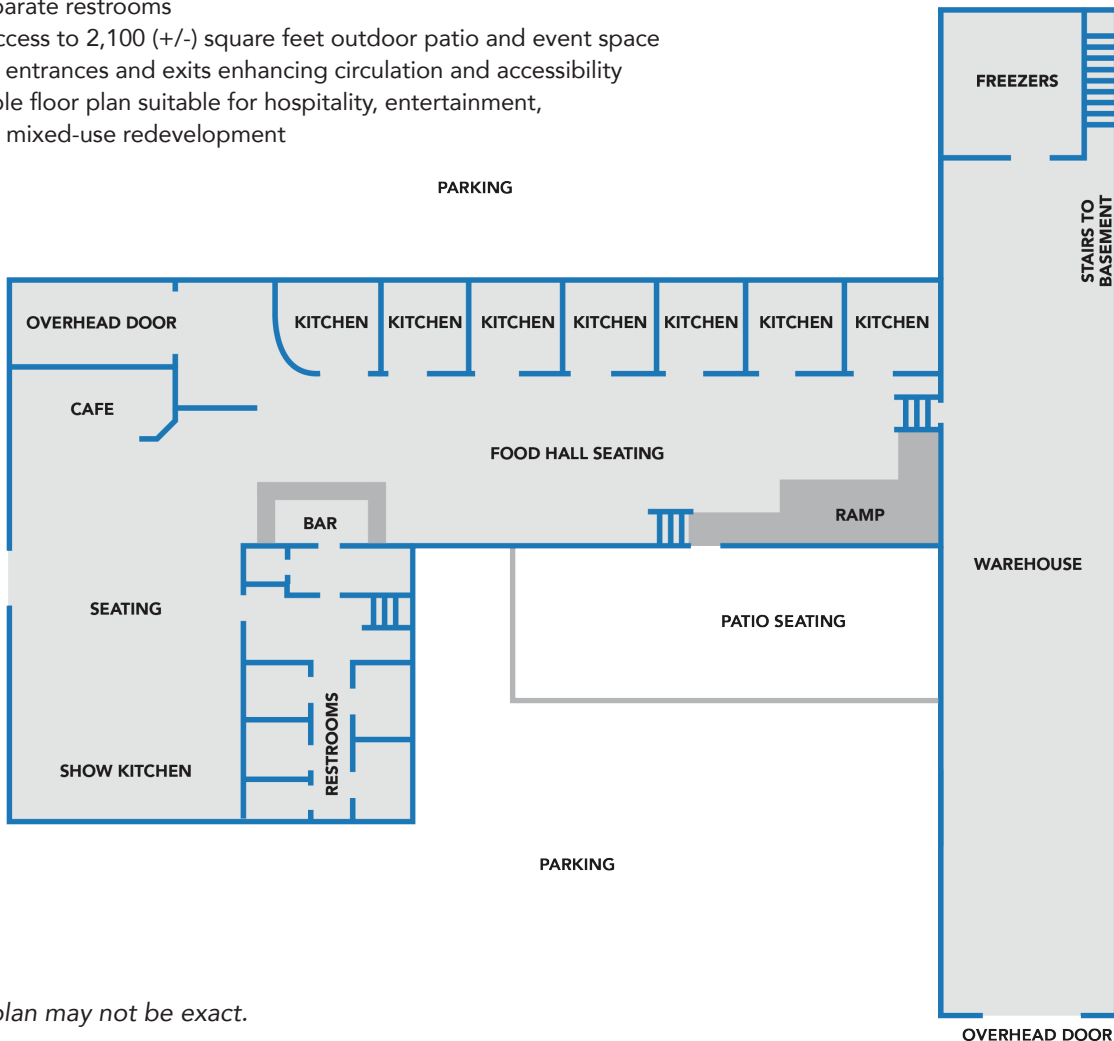 parate restrooms
ccess to 2,100 (+/-) square feet outdoor patio and event space
entrances and exits enhancing circulation and accessibility
ble floor plan suitable for hospitality, entertainment,
mixed-use redevelopment
FREEZERS
PARKING
STAIRS TO
BASEMENT
OVERHEAD DOOR
KITCHEN
KITCHEN
KITCHEN
KITCHEN
KITCHEN
KITCHEN
KITCHEN
CAFE
FOOD HALL SEATING
BAR
RAMP
WAREHOUSE
SEATING
PATIO SEATING
RESTROOMS
SHOW KITCHEN
PARKING
plan may not be exact.
OVERHEAD DOOR